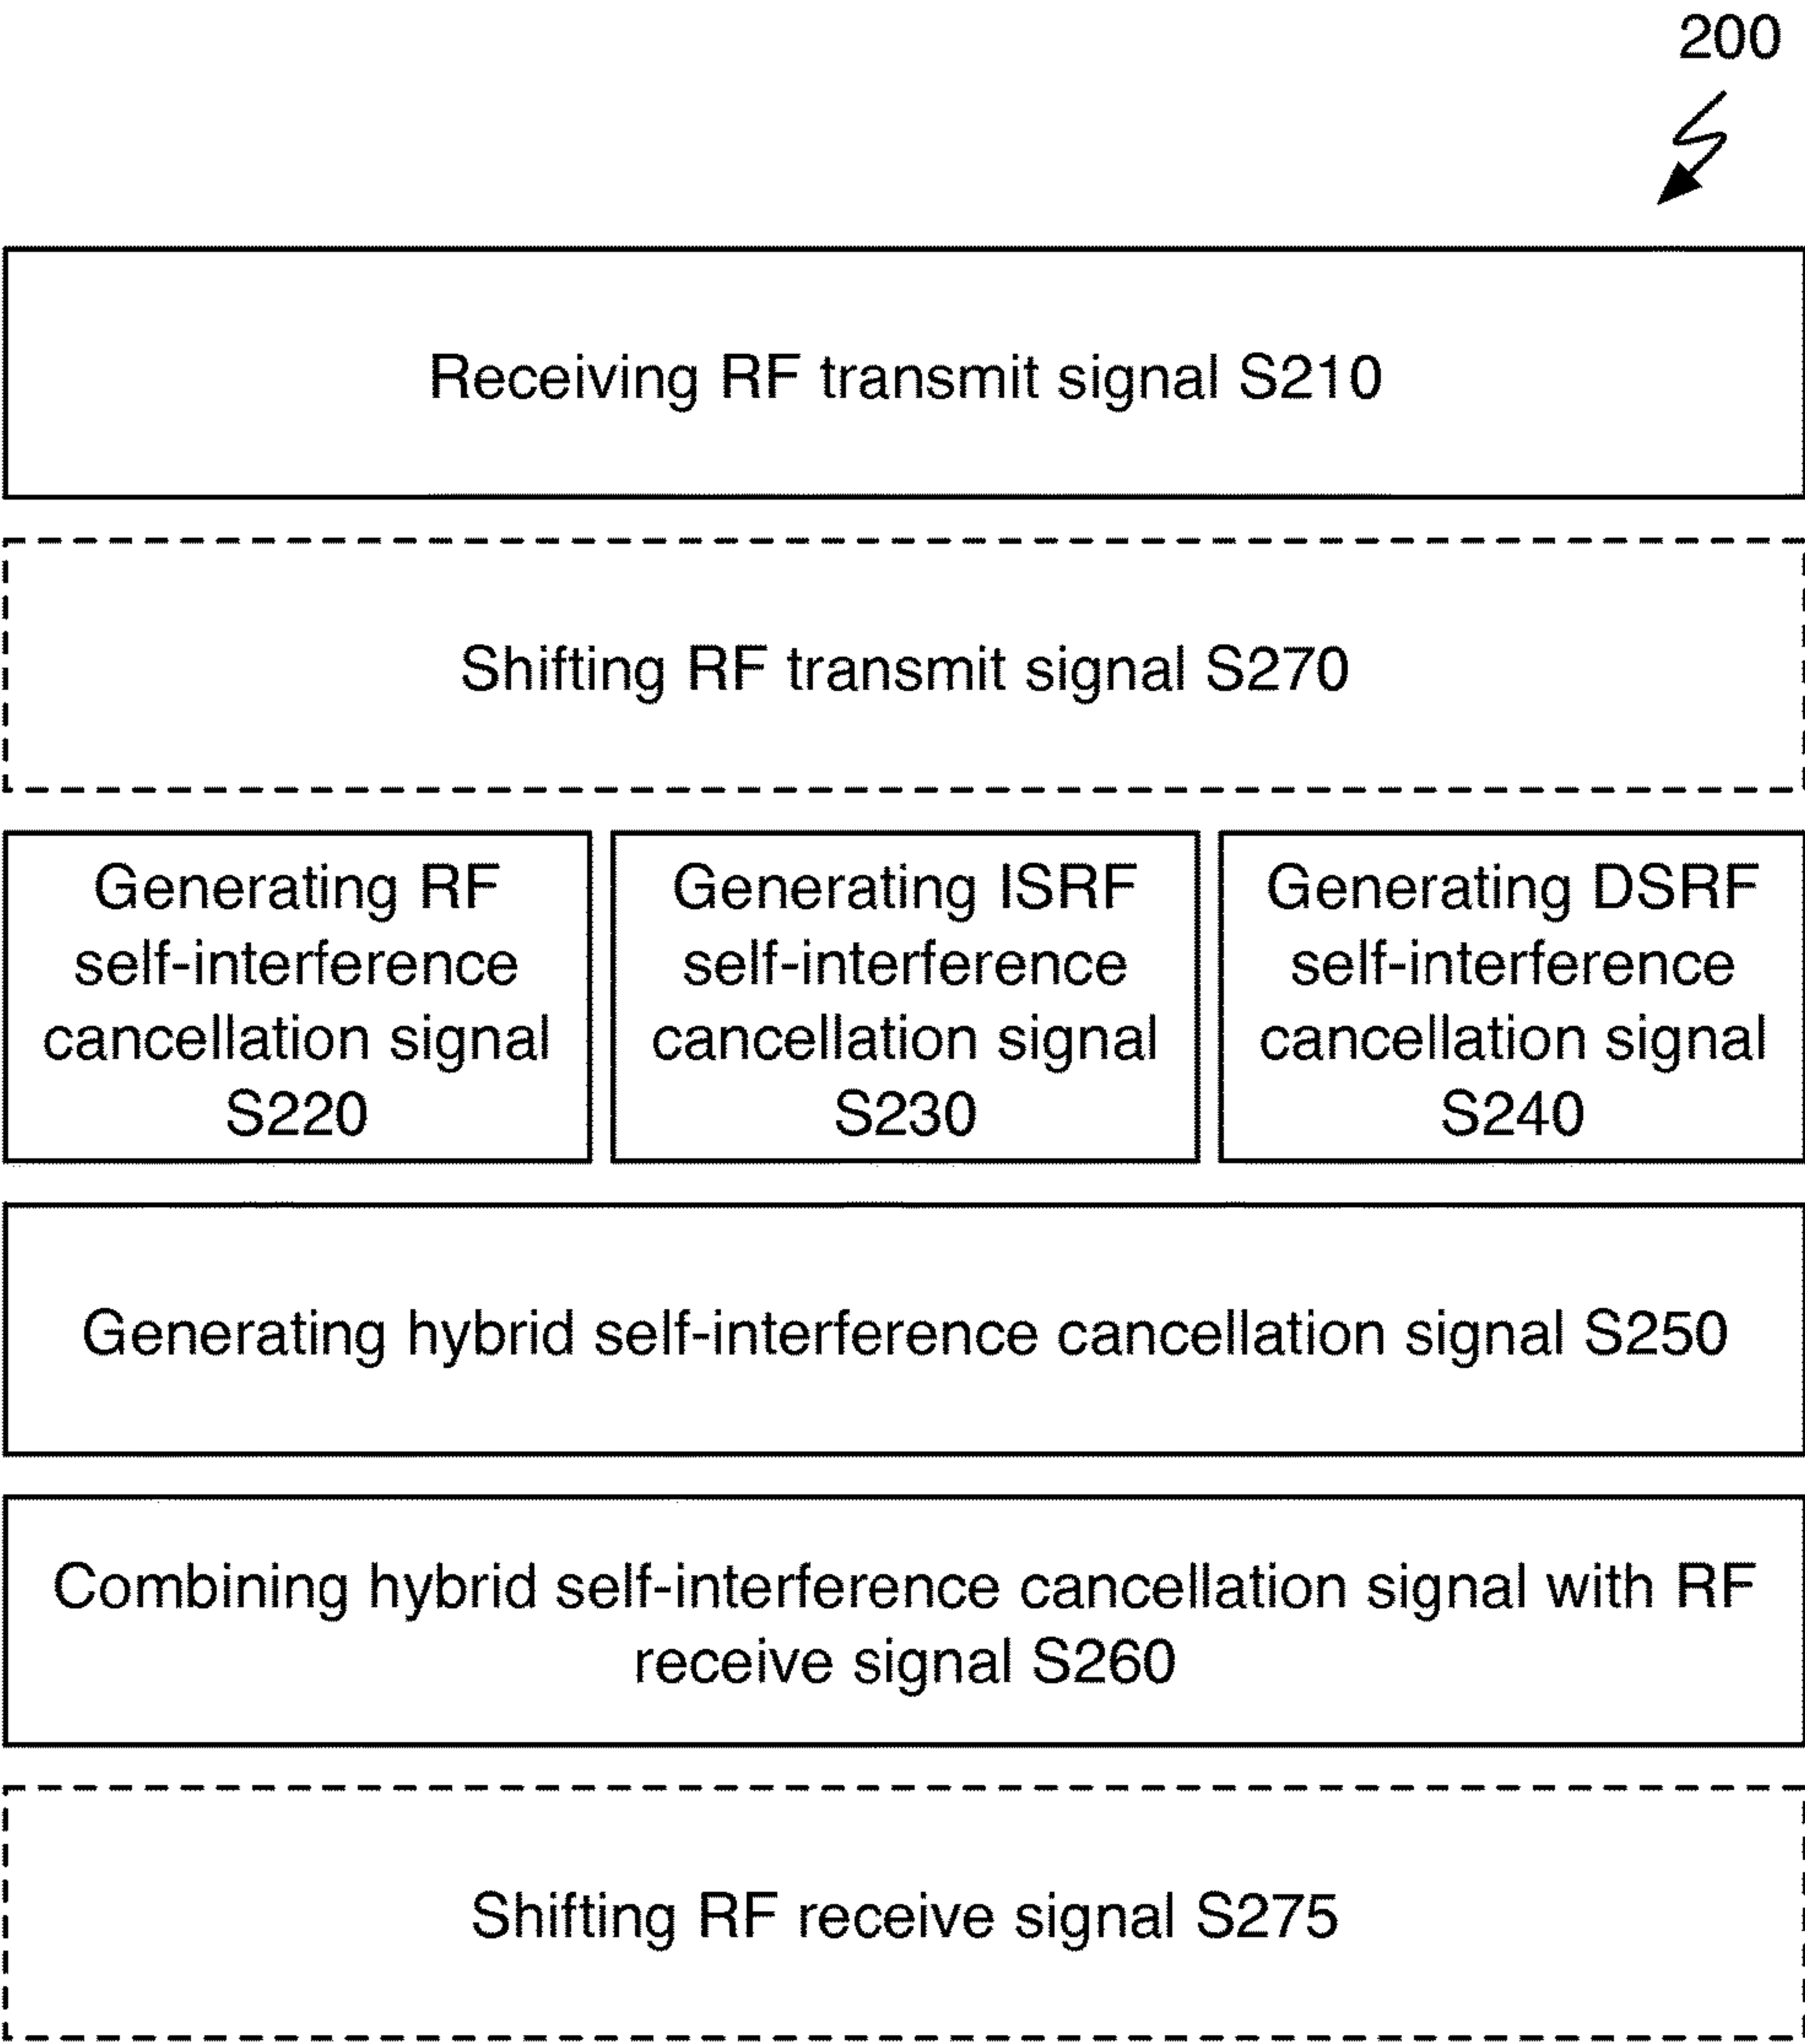 200
Receiving RF transmit signal S210
Shifting RF transmit signal S270
Generating RF
self-interference
cancellation signal
S220
Generating ISRF
self-interference
cancellation signal
S230
Generating DSRF
self-interference
cancellation signal
S240
Generating hybrid self-interference cancellation signal S250
Combining hybrid self-interference cancellation signal with RF
receive signal S260
Shifting RF receive signal S275